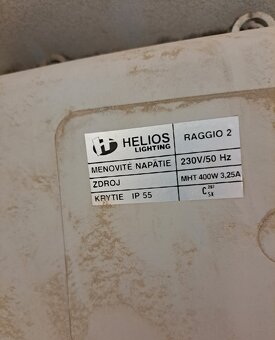 HELIOS
LIGHTING
RAGGIO 2
MENOVITÉ NAPÄTIE 230V/50 Hz
ZDROJ MHT 400W 3,25A
KRYTIE IP 55